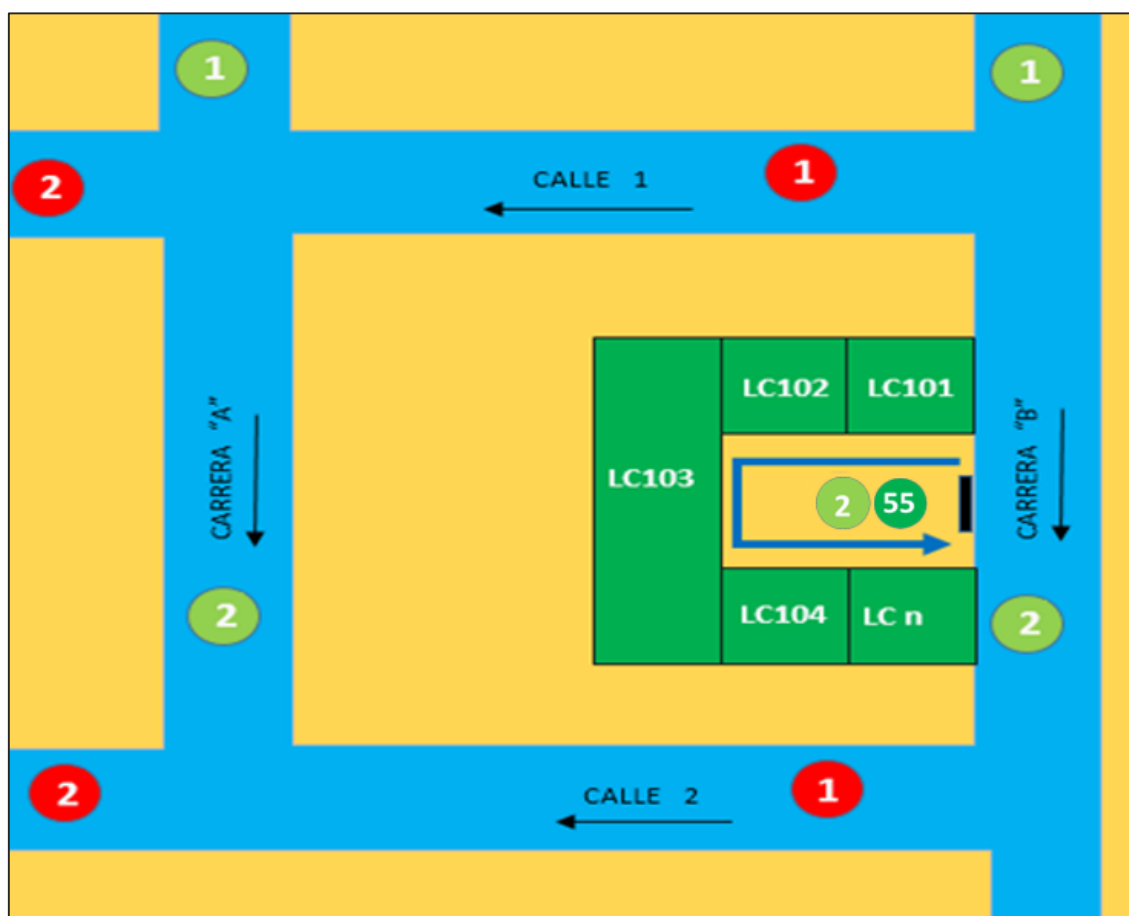 1
1
CALLE 1
1
2
LC102
LC101
LC103
CARRERA "A"
CARRERA "B"
2
55
LC104
LC n
2
2
CALLE 2
1
2